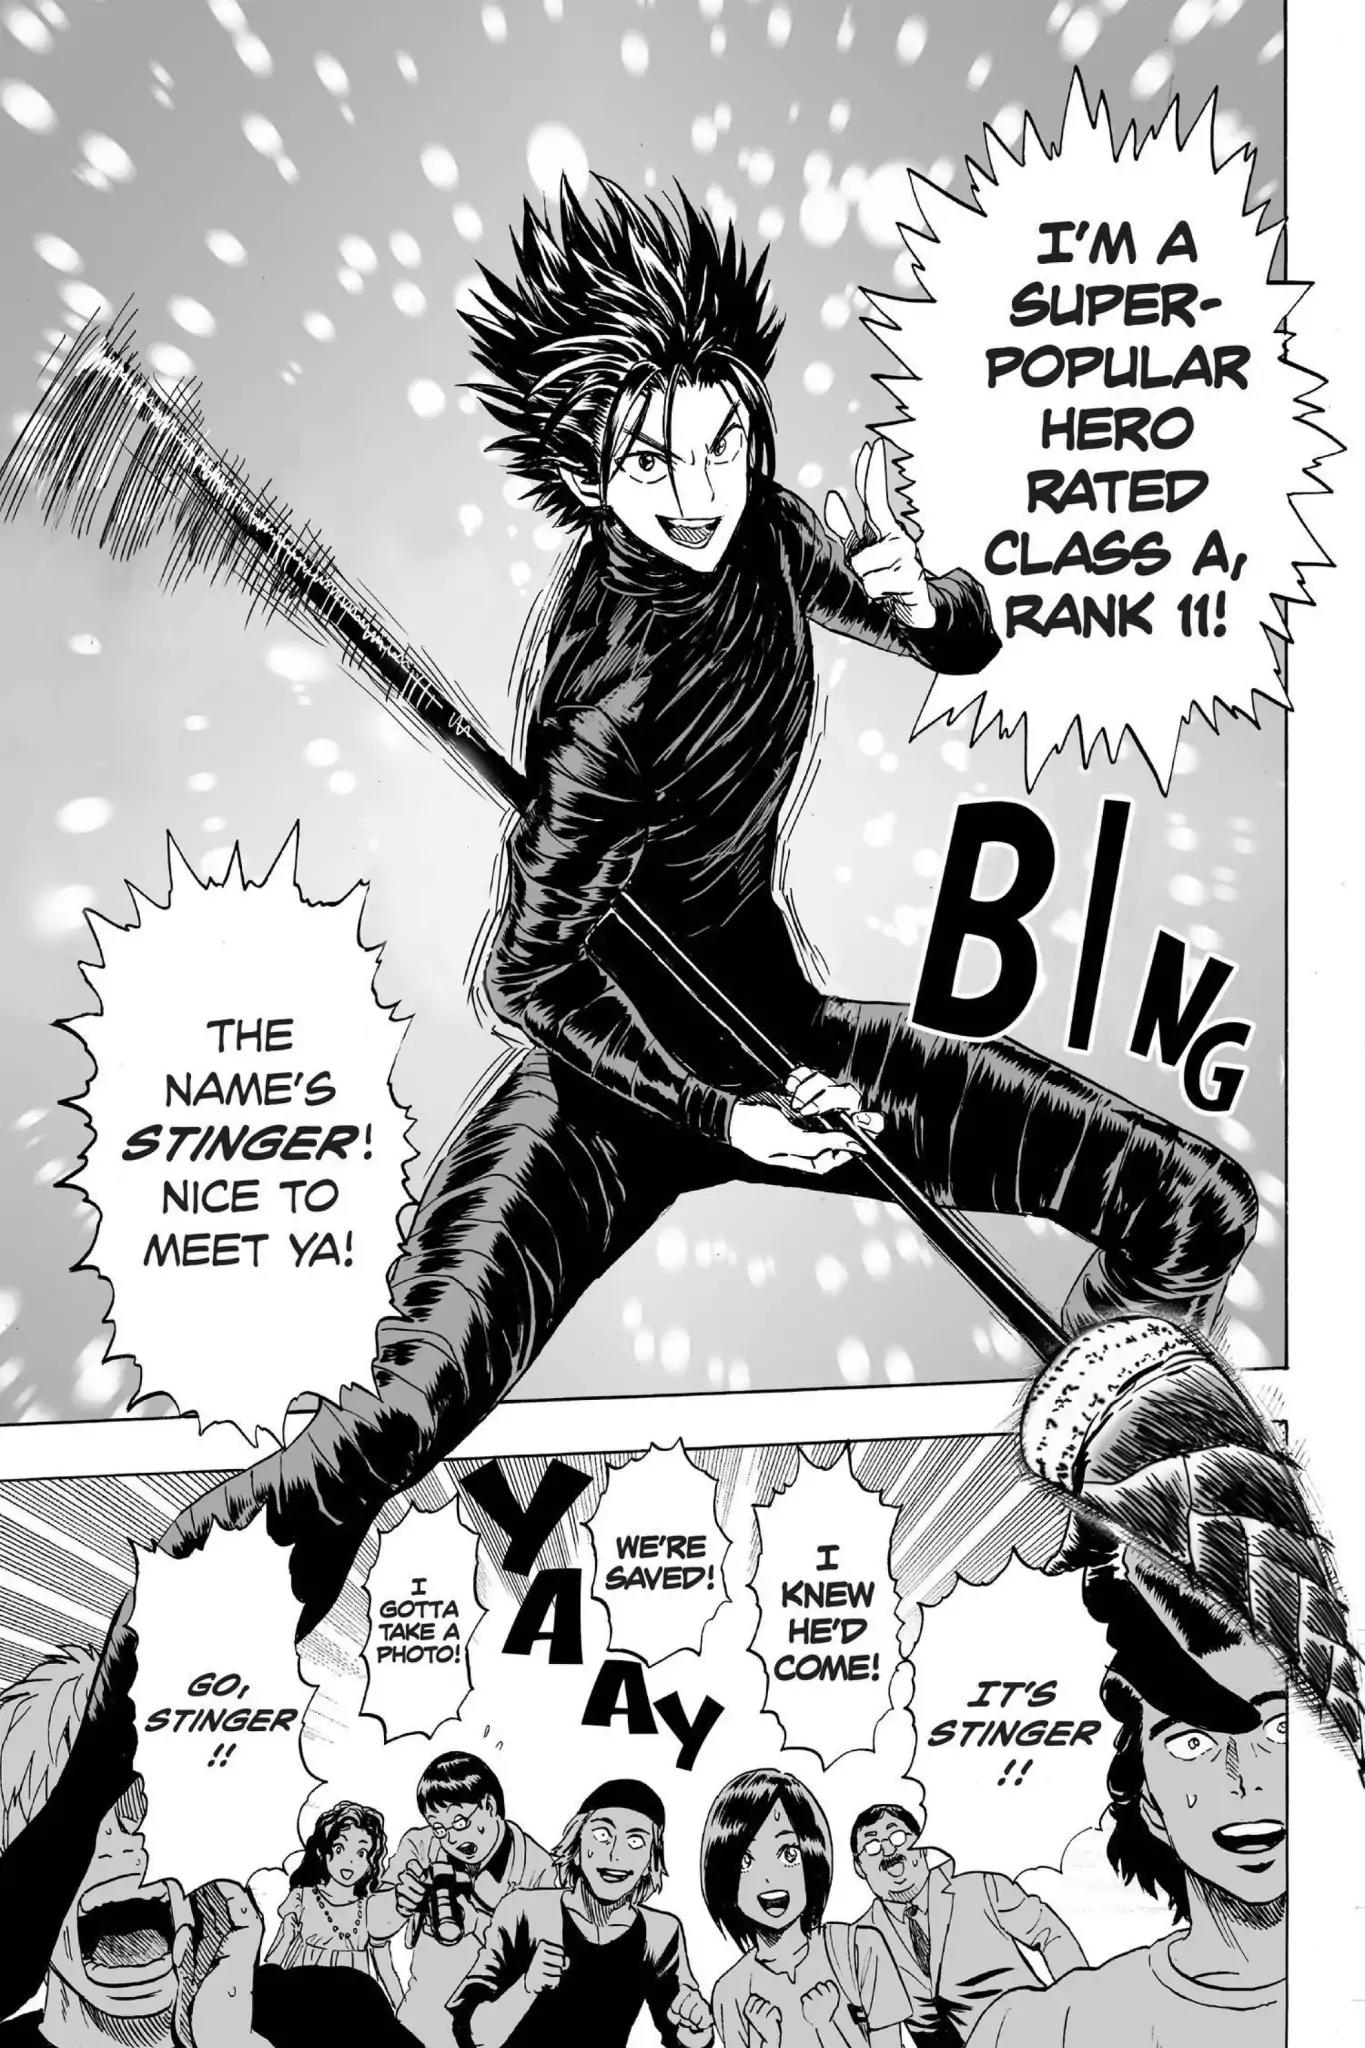 I'M A
SUPER-
POPULAR
HERO
RATED
CLASS A,
RANK 11!
BING
THE
NAME'S
STINGER!
NICE TO
MEET YA!
YAAAY
WE'RE
SAVED!
I
KNEW
HE'D
COME!
I
GOTTA
TAKE A
PHOTO!
GO,
STINGER
!!
IT'S
STINGER
!!